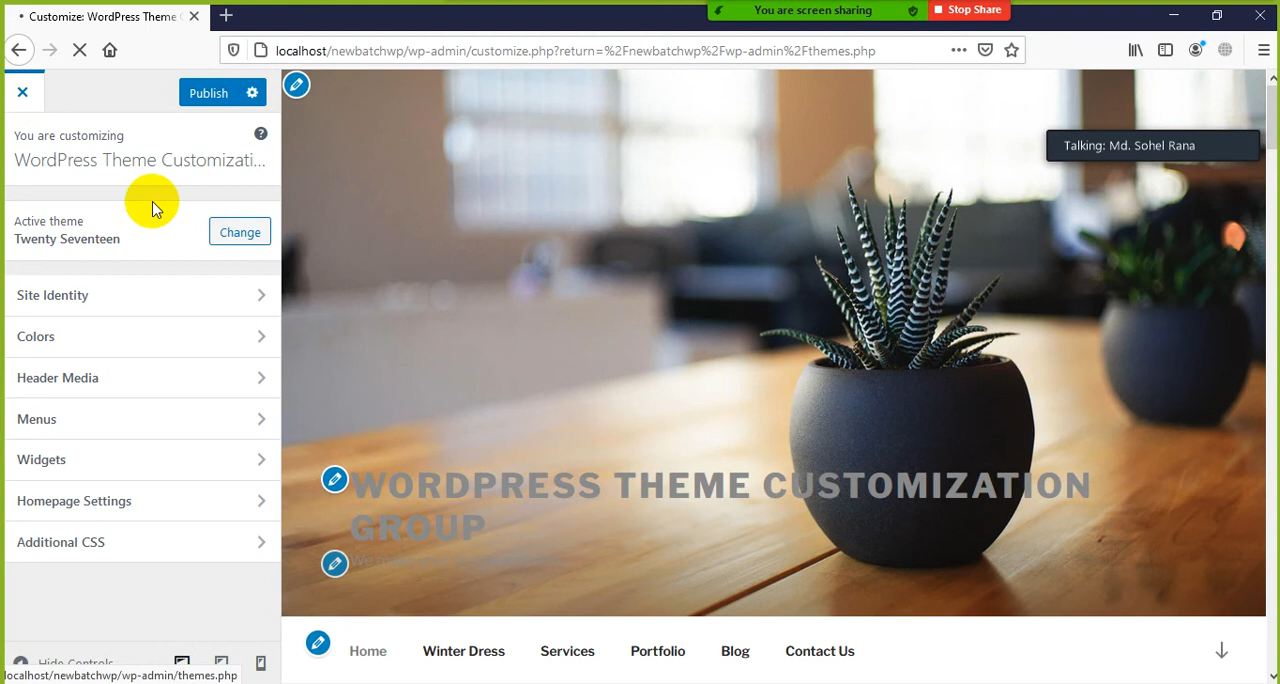 Customize: WordPress Theme C
You are screen sharing
Stop Share
localhost/newbatchwp/wp-admin/customize.php?return=%2Fnewbatchwp%2Fwp-admin%2Fthemes.php
Publish
You are customizing
WordPress Theme Customizati...
Talking: Md. Sohel Rana
Active theme
Twenty Seventeen
Change
Site Identity
Colors
Header Media
Menus
Widgets
Homepage Settings
Additional CSS
WORDPRESS THEME CUSTOMIZATION
GROUP
Home Winter Dress Services Portfolio Blog Contact Us
Hide Controls
localhost/newbatchwp/wp-admin/themes.php